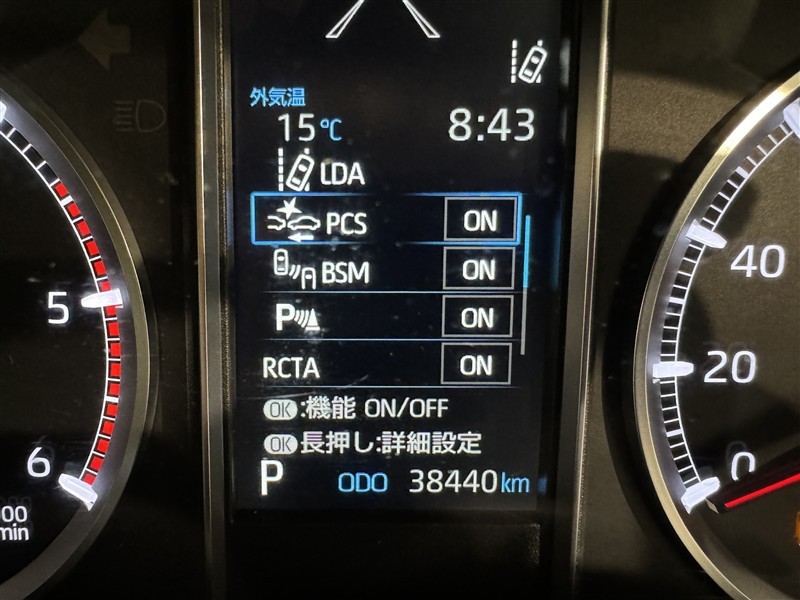 外気温
15℃ 8:43
LDA
PCS ON
BSM ON
P ON
RCTA ON
OK:機能 ON/OFF
OK長押し:詳細設定
P ODO 38440km
5
6
40
20
0